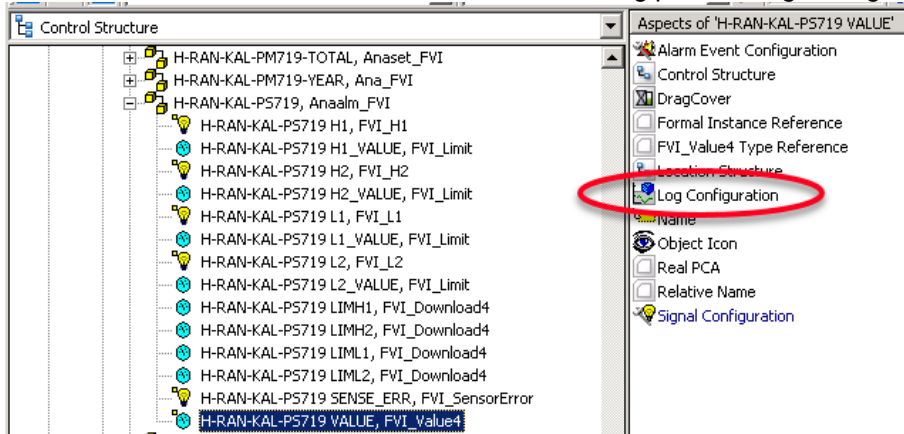 Control Structure
H-RAN-KAL-PM719-TOTAL, Anaset_FVI
H-RAN-KAL-PM719-YEAR, Ana_FVI
H-RAN-KAL-PS719, Anaalm_FVI
H-RAN-KAL-PS719 H1, FVI_H1
H-RAN-KAL-PS719 H1_VALUE, FVI_Limit
H-RAN-KAL-PS719 H2, FVI_H2
H-RAN-KAL-PS719 H2_VALUE, FVI_Limit
H-RAN-KAL-PS719 L1, FVI_L1
H-RAN-KAL-PS719 L1_VALUE, FVI_Limit
H-RAN-KAL-PS719 L2, FVI_L2
H-RAN-KAL-PS719 L2_VALUE, FVI_Limit
H-RAN-KAL-PS719 LIMH1, FVI_Download4
H-RAN-KAL-PS719 LIMH2, FVI_Download4
H-RAN-KAL-PS719 LIML1, FVI_Download4
H-RAN-KAL-PS719 LIML2, FVI_Download4
H-RAN-KAL-PS719 SENSE_ERR, FVI_SensorError
H-RAN-KAL-PS719 VALUE, FVI_Value4
Aspects of 'H-RAN-KAL-PS719 VALUE'
Alarm Event Configuration
Control Structure
DragCover
Formal Instance Reference
FVI_Value4 Type Reference
Location Structure
Log Configuration
Name
Object Icon
Real PCA
Relative Name
Signal Configuration